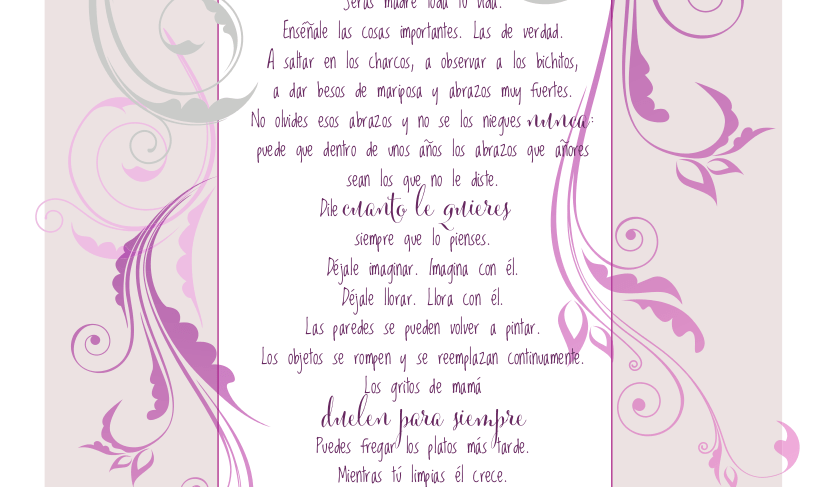 Serás madre toda tu vida.
Enséñale las cosas importantes. Las de verdad.
A saltar en los charcos, a observar a los bichitos,
a dar besos de mariposa y abrazos muy fuertes.
No olvides esos abrazos y no se los niegues nunca:
puede que dentro de unos años los abrazos que añores
sean los que no le diste.
Dile cuanto le quieres
siempre que lo pienses.
Déjale imaginar. Imagina con él.
Déjale llorar. Llora con él.
Las paredes se pueden volver a pintar.
Los objetos se rompen y se reemplazan continuamente.
Los gritos de mamá
duelen para siempre
Puedes fregar los platos más tarde.
Mientras tú limpias él crece.